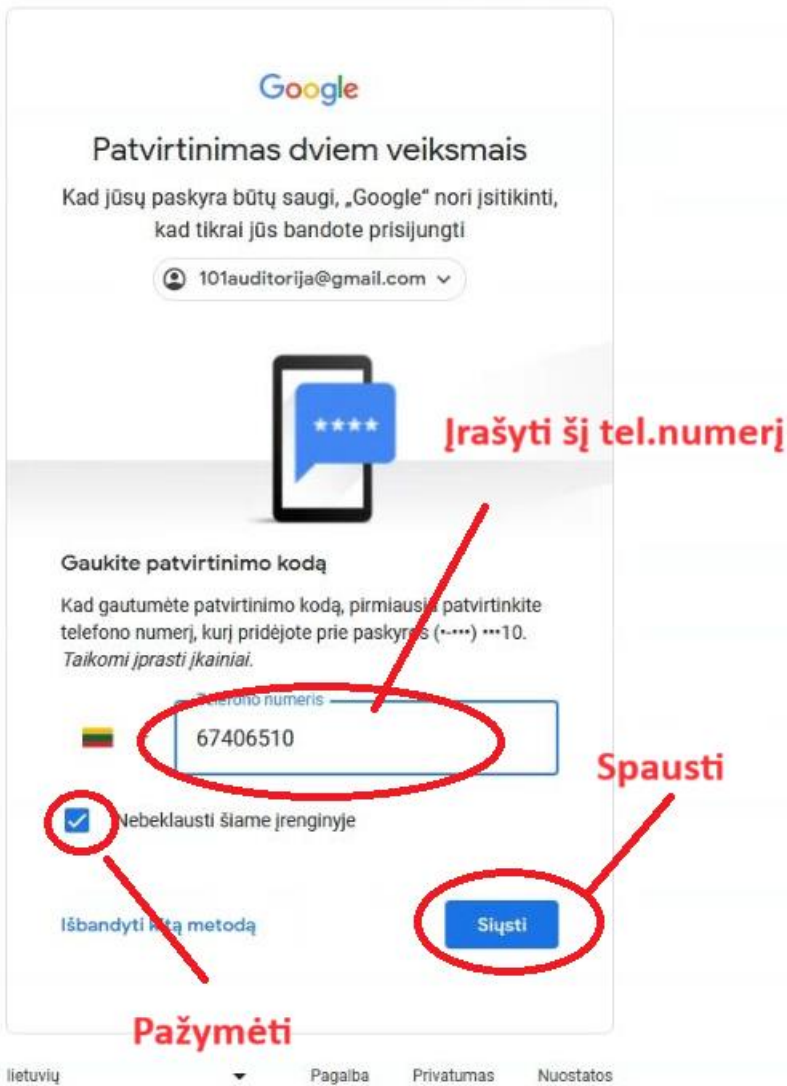 Google
Patvirtinimas dviem veiksmais
Kad jūsų paskyra būtų saugi, „Google“ nori įsitikinti,
kad tikrai jūs bandote prisijungti
101auditorija@gmail.com
****
Įrašyti šį tel.numerį
Gaukite patvirtinimo kodą
Kad gautumėte patvirtinimo kodą, pirmiausia patvirtinkite
telefono numerį, kurį pridėjote prie paskyros (•-•••) •••10.
Taikomi įprasti įkainiai.
Telefono numeris
67406510
Spausti
Nebeklausti šiame įrenginyje
Išbandyti kitą metodą
Siųsti
Pažymėti
lietuvių
Pagalba Privatumas Nuostatos